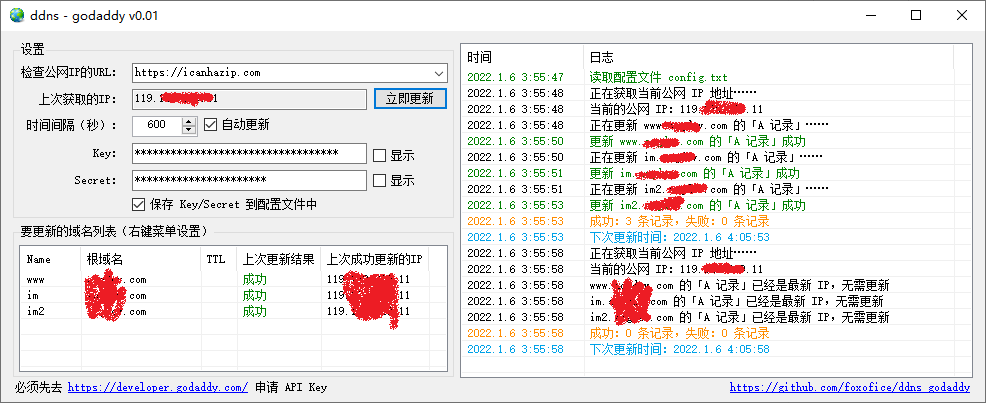 ddns - godaddy v0.01
设置
检查公网IP的URL: https://icanhazip.com
上次获取的IP: 119. 1 立即更新
时间间隔（秒）: 600 自动更新
Key: ********************************** 显示
Secret: ********************** 显示
保存 Key/Secret 到配置文件中
要更新的域名列表（右键菜单设置）
Name 根域名 TTL 上次更新结果 上次成功更新的IP
www .com 成功 119. 11
im .com 成功 119. 11
im2 .com 成功 119. 11
必须先去 https://developer.godaddy.com/ 申请 API Key
时间 日志
2022.1.6 3:55:47 读取配置文件 config.txt
2022.1.6 3:55:48 正在获取当前公网 IP 地址……
2022.1.6 3:55:48 当前的公网 IP: 119. .11
2022.1.6 3:55:48 正在更新 www. .com 的「A 记录」……
2022.1.6 3:55:50 更新 www. .com 的「A 记录」成功
2022.1.6 3:55:50 正在更新 im. .com 的「A 记录」……
2022.1.6 3:55:51 更新 im. .com 的「A 记录」成功
2022.1.6 3:55:51 正在更新 im2. .com 的「A 记录」……
2022.1.6 3:55:53 更新 im2. .com 的「A 记录」成功
2022.1.6 3:55:53 成功: 3 条记录, 失败: 0 条记录
2022.1.6 3:55:53 下次更新时间: 2022.1.6 4:05:53
2022.1.6 3:55:58 正在获取当前公网 IP 地址……
2022.1.6 3:55:58 当前的公网 IP: 119. .11
2022.1.6 3:55:58 www. .com 的「A 记录」已经是最新 IP, 无需更新
2022.1.6 3:55:58 im. .com 的「A 记录」已经是最新 IP, 无需更新
2022.1.6 3:55:58 im2. .com 的「A 记录」已经是最新 IP, 无需更新
2022.1.6 3:55:58 成功: 0 条记录, 失败: 0 条记录
2022.1.6 3:55:58 下次更新时间: 2022.1.6 4:05:58
https://github.com/foxofice/ddns_godaddy